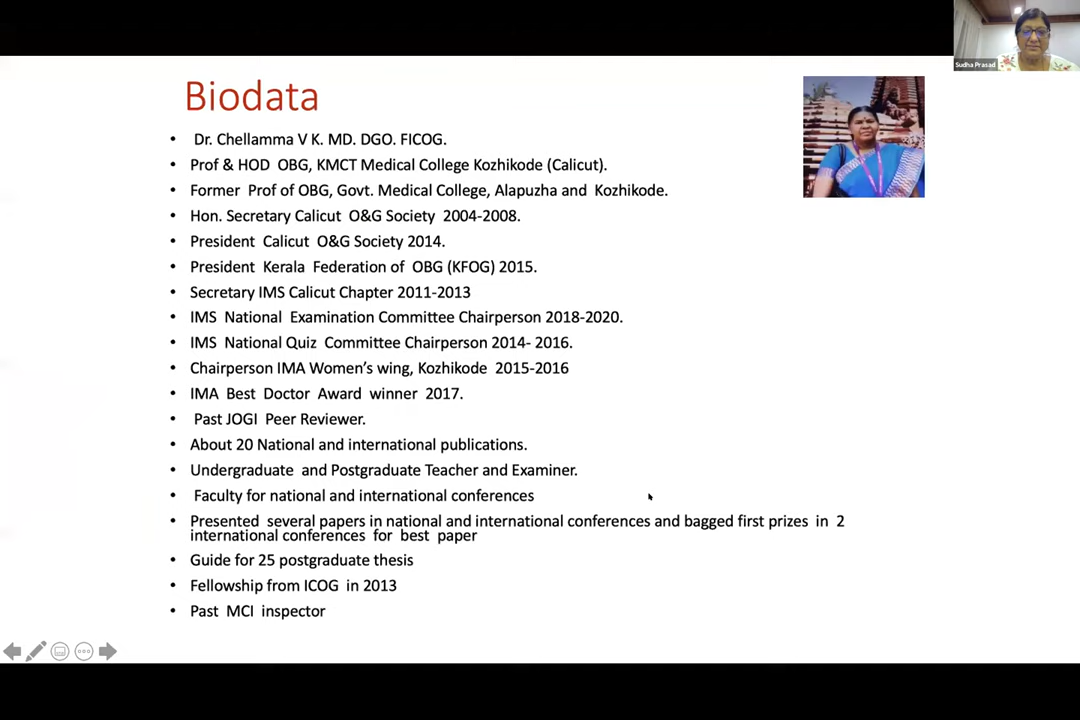 Sudha Prasad
Biodata
• Dr. Chellamma V K. MD. DGO. FICOG.
• Prof & HOD OBG, KMCT Medical College Kozhikode (Calicut).
• Former Prof of OBG, Govt. Medical College, Alapuzha and Kozhikode.
• Hon. Secretary Calicut O&G Society 2004-2008.
• President Calicut O&G Society 2014.
• President Kerala Federation of OBG (KFOG) 2015.
• Secretary IMS Calicut Chapter 2011-2013
• IMS National Examination Committee Chairperson 2018-2020.
• IMS National Quiz Committee Chairperson 2014- 2016.
• Chairperson IMA Women’s wing, Kozhikode 2015-2016
• IMA Best Doctor Award winner 2017.
• Past JOGI Peer Reviewer.
• About 20 National and international publications.
• Undergraduate and Postgraduate Teacher and Examiner.
• Faculty for national and international conferences
• Presented several papers in national and international conferences and bagged first prizes in 2
international conferences for best paper
• Guide for 25 postgraduate thesis
• Fellowship from ICOG in 2013
• Past MCI inspector